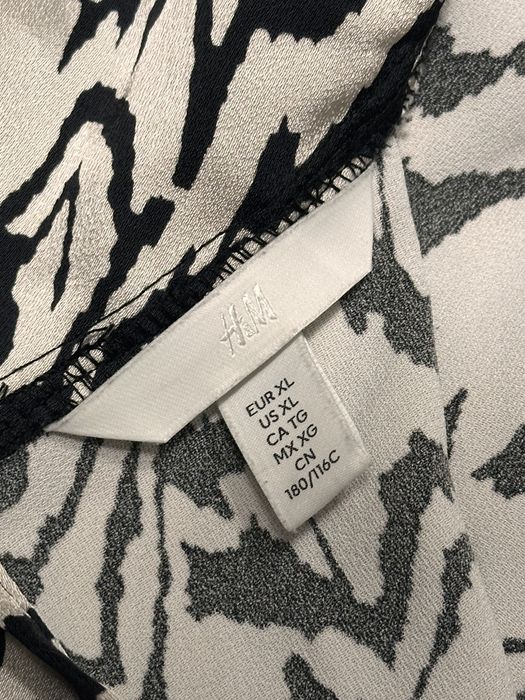 H&M
EUR XL
US XL
CA TG
MX XG
CN
180/116C